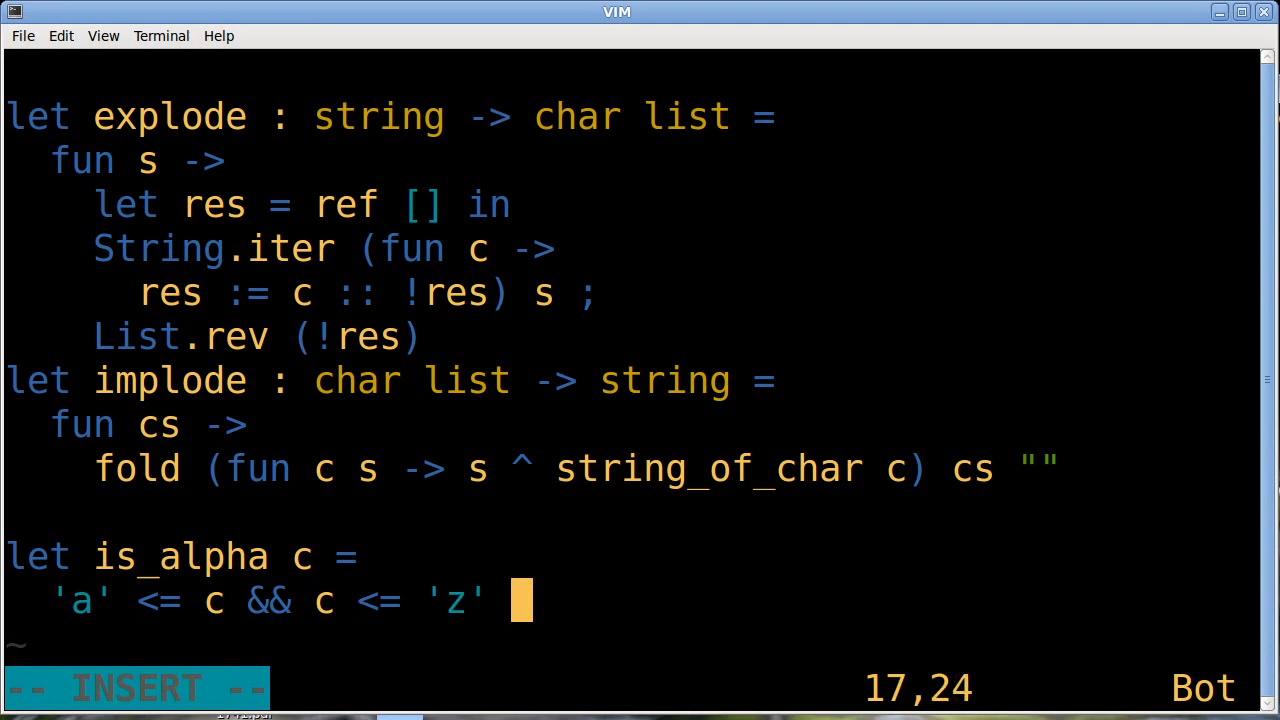 VIM
File Edit View Terminal Help
let explode : string -> char list =
  fun s ->
    let res = ref [] in
    String.iter (fun c ->
      res := c :: !res) s ;
    List.rev (!res)
let implode : char list -> string =
  fun cs ->
    fold (fun c s -> s ^ string_of_char c) cs ""
let is_alpha c =
  'a' <= c && c <= 'z'
~
-- INSERT -- 17,24 Bot